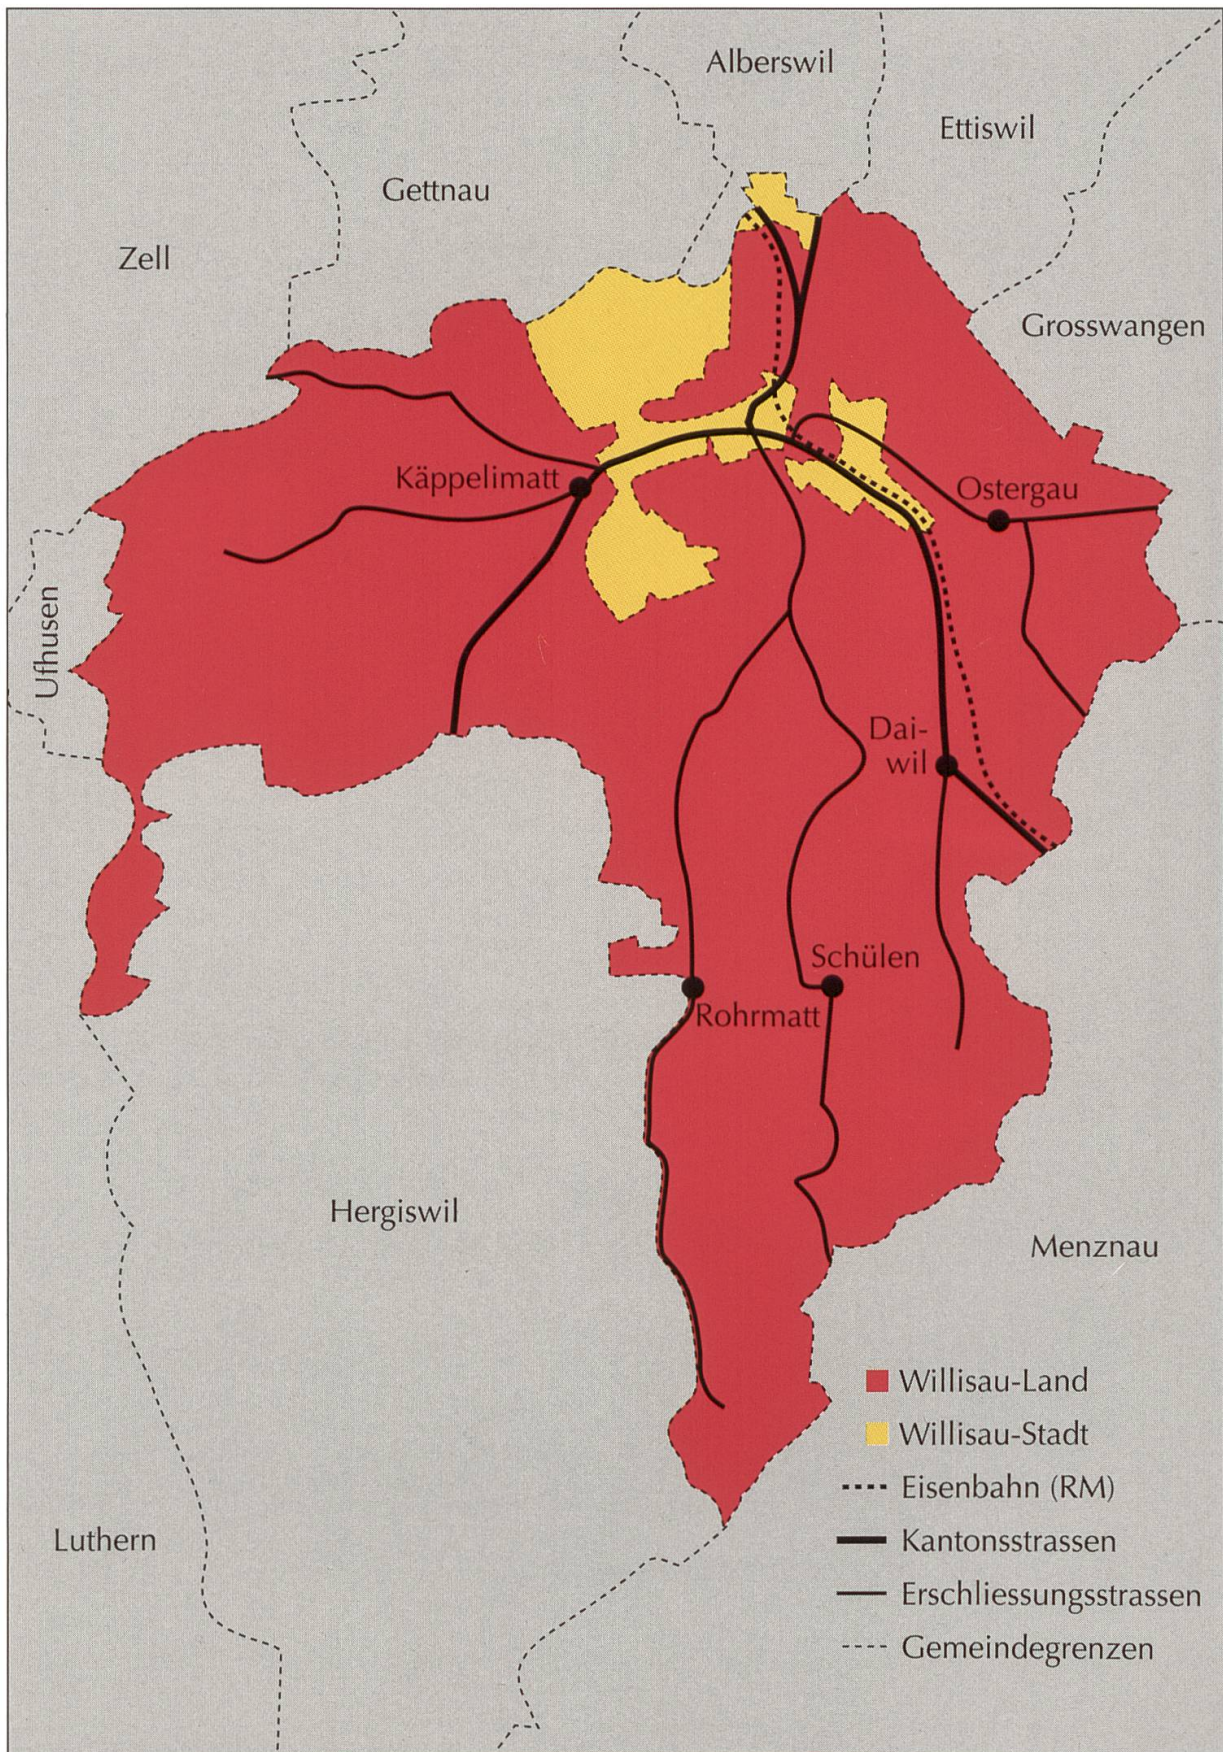 Alberswil
Ettiswil
Gettnau
Zell
Grosswangen
Käppelimatt
Ostergau
Ufhusen
Dai-
wil
Schülen
Rohrmatt
Hergiswil
Menznau
Willisau-Land
Willisau-Stadt
Eisenbahn (RM)
Kantonsstrassen
Luthern
Erschliessungsstrassen
Gemeindegrenzen